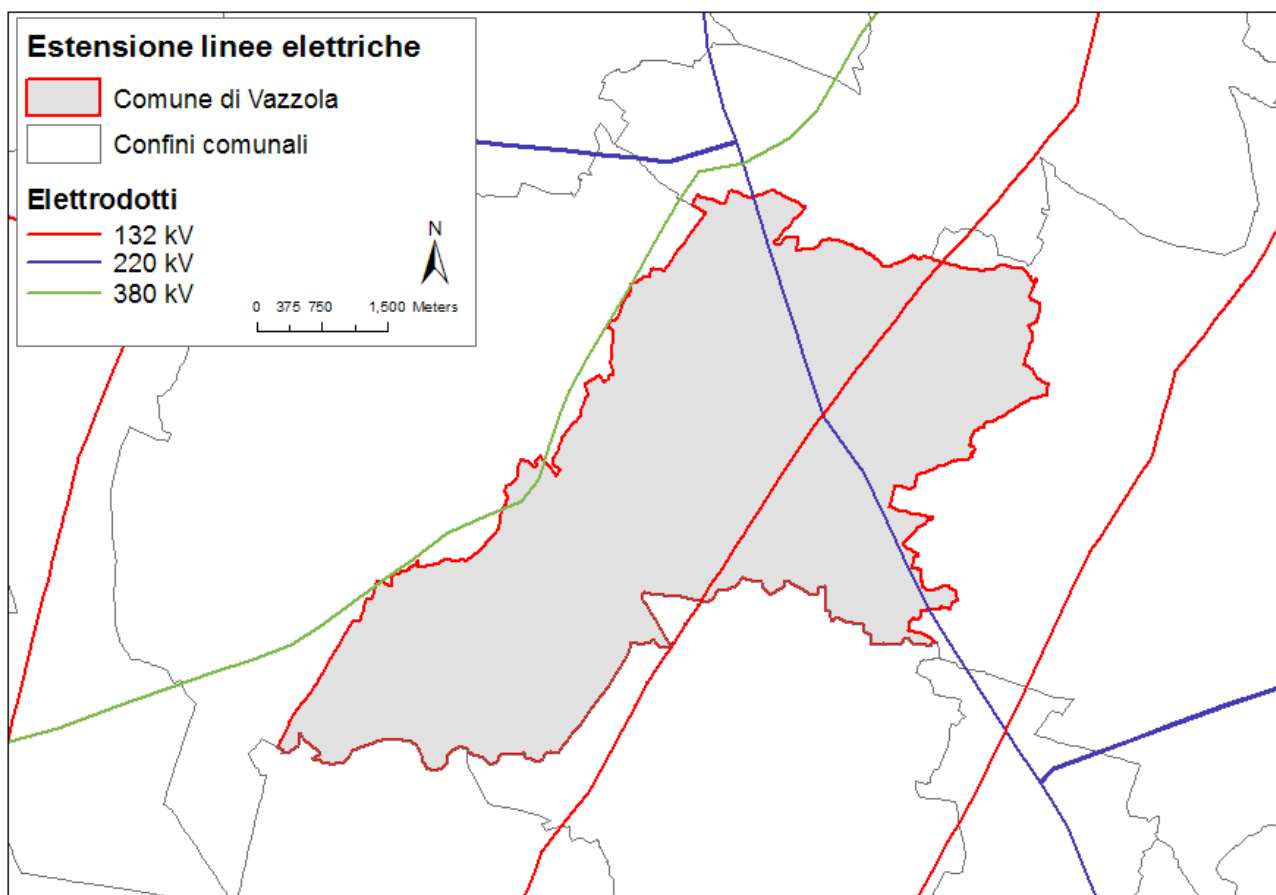 Estensione linee elettriche
Comune di Vazzola
Confini comunali
Elettrodotti
132 kV
220 kV
380 kV
N
0 375 750 1,500 Meters